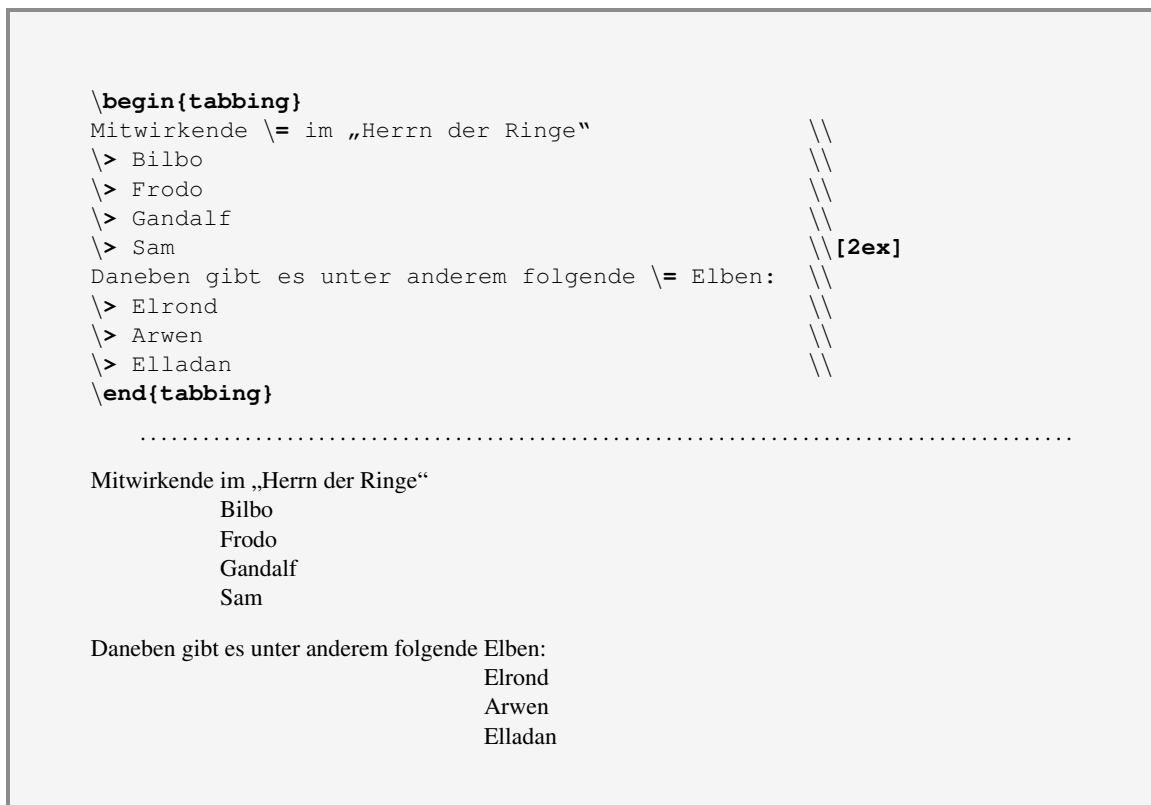 \begin{tabbing}
Mitwirkende \= im „Herrn der Ringe“ \\
\> Bilbo \\
\> Frodo \\
\> Gandalf \\
\> Sam \\[2ex]
Daneben gibt es unter anderem folgende \= Elben: \\
\> Elrond \\
\> Arwen \\
\> Elladan \\
\end{tabbing}
Mitwirkende im „Herrn der Ringe“
Bilbo
Frodo
Gandalf
Sam
Daneben gibt es unter anderem folgende Elben:
Elrond
Arwen
Elladan